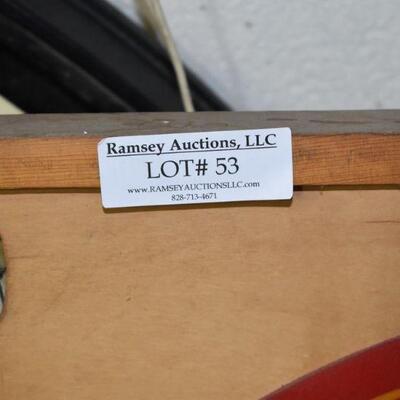 Ramsey Auctions, LLC
LOT# 53
www.RAMSEYAUCTIONSLLC.com
828-713-4671